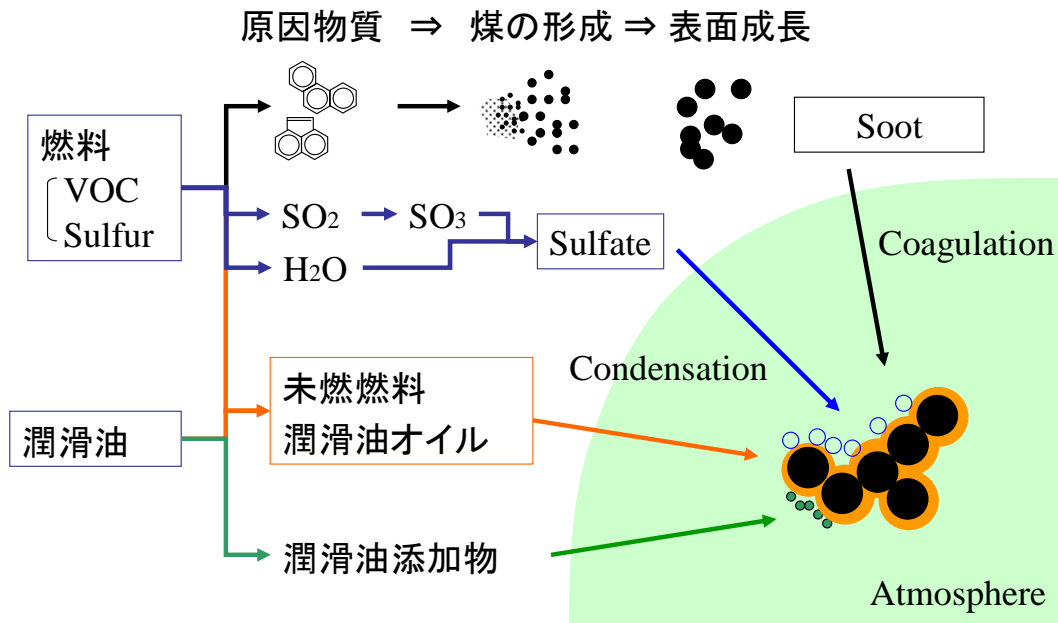 原因物質 ⇒ 煤の形成 ⇒ 表面成長
Soot
燃料
VOC
Sulfur
SO2
SO3
H2O
Sulfate
Coagulation
Condensation
未燃燃料
潤滑油オイル
潤滑油
潤滑油添加物
Atmosphere